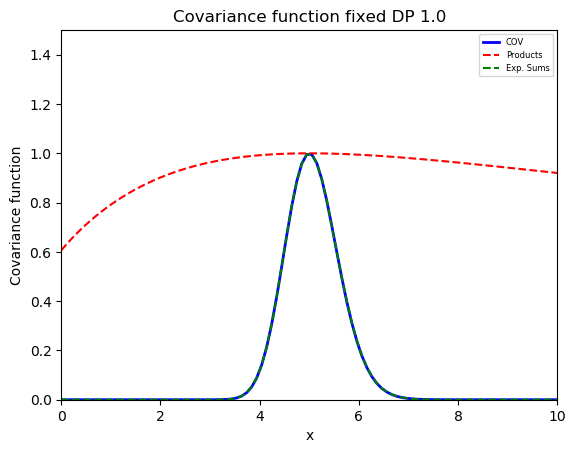 Covariance function fixed DP 1.0
COV
Products
Exp. Sums
Covariance function
1.4
1.2
1.0
0.8
0.6
0.4
0.2
0.0
0 2 4 6 8 10
x